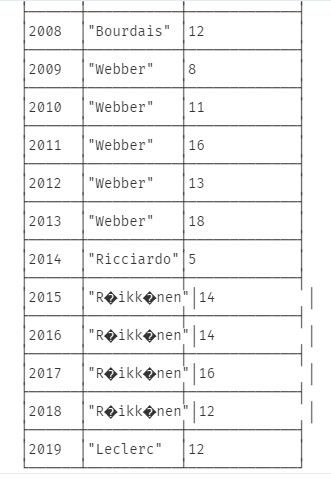 2008 "Bourdais" 12
2009 "Webber" 8
2010 "Webber" 11
2011 "Webber" 16
2012 "Webber" 13
2013 "Webber" 18
2014 "Ricciardo" 5
2015 "R�ikk�nen" 14
2016 "R�ikk�nen" 14
2017 "R�ikk�nen" 16
2018 "R�ikk�nen" 12
2019 "Leclerc" 12